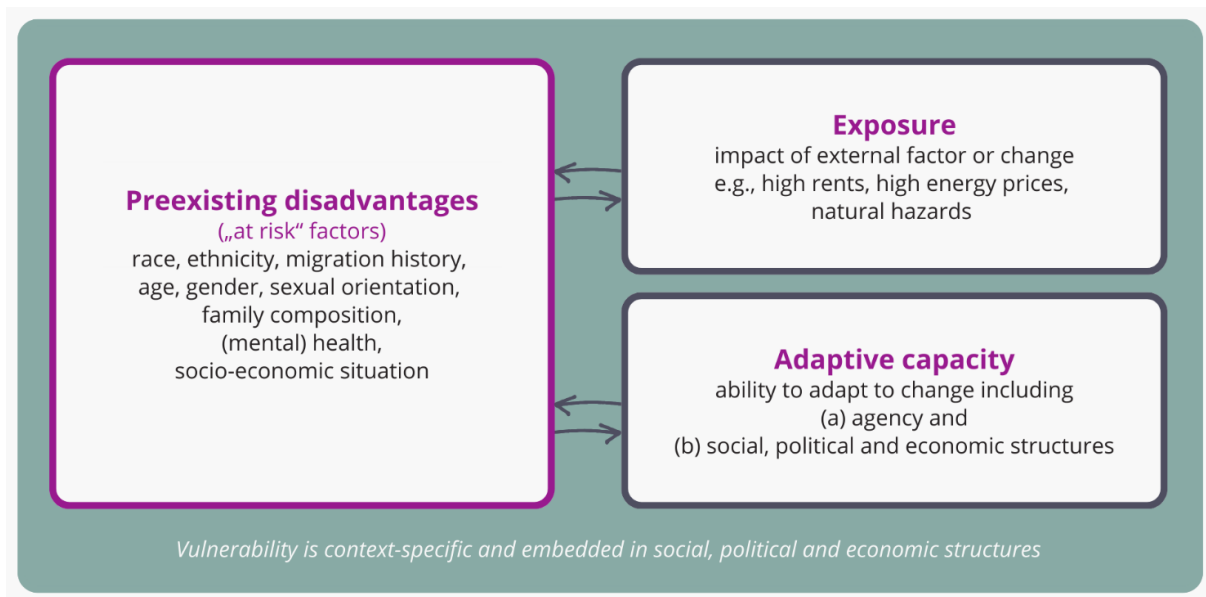 Preexisting disadvantages
(„at risk“ factors)
race, ethnicity, migration history,
age, gender, sexual orientation,
family composition,
(mental) health,
socio-economic situation
Exposure
impact of external factor or change
e.g., high rents, high energy prices,
natural hazards
Adaptive capacity
ability to adapt to change including
(a) agency and
(b) social, political and economic structures
Vulnerability is context-specific and embedded in social, political and economic structures